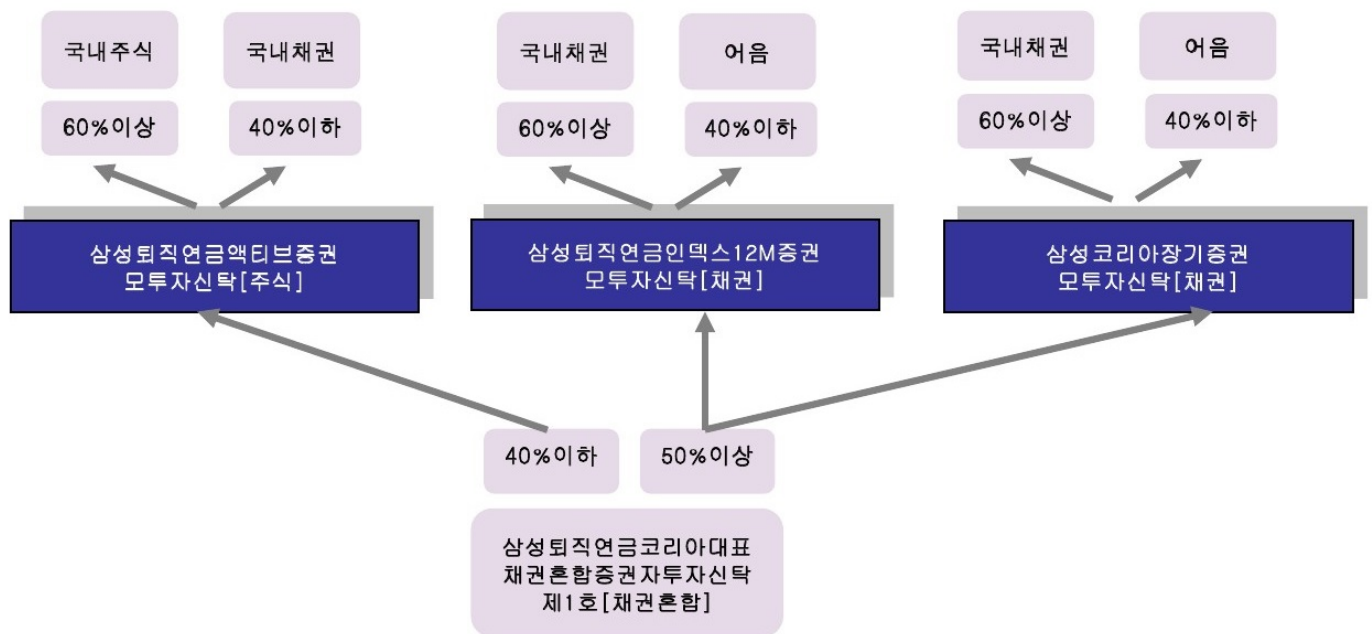 국내주식
국내채권
국내채권
어음
국내채권
어음
60%이상
40%이하
60%이상
40%이하
60%이상
40%이하
삼성퇴직연금액티브증권
모투자신탁[주식]
삼성퇴직연금인덱스12M증권
모투자신탁[채권]
삼성코리아장기증권
모투자신탁[채권]
40%이하
50%이상
삼성퇴직연금코리아대표
채권혼합증권자투자신탁
제1호[채권혼합]